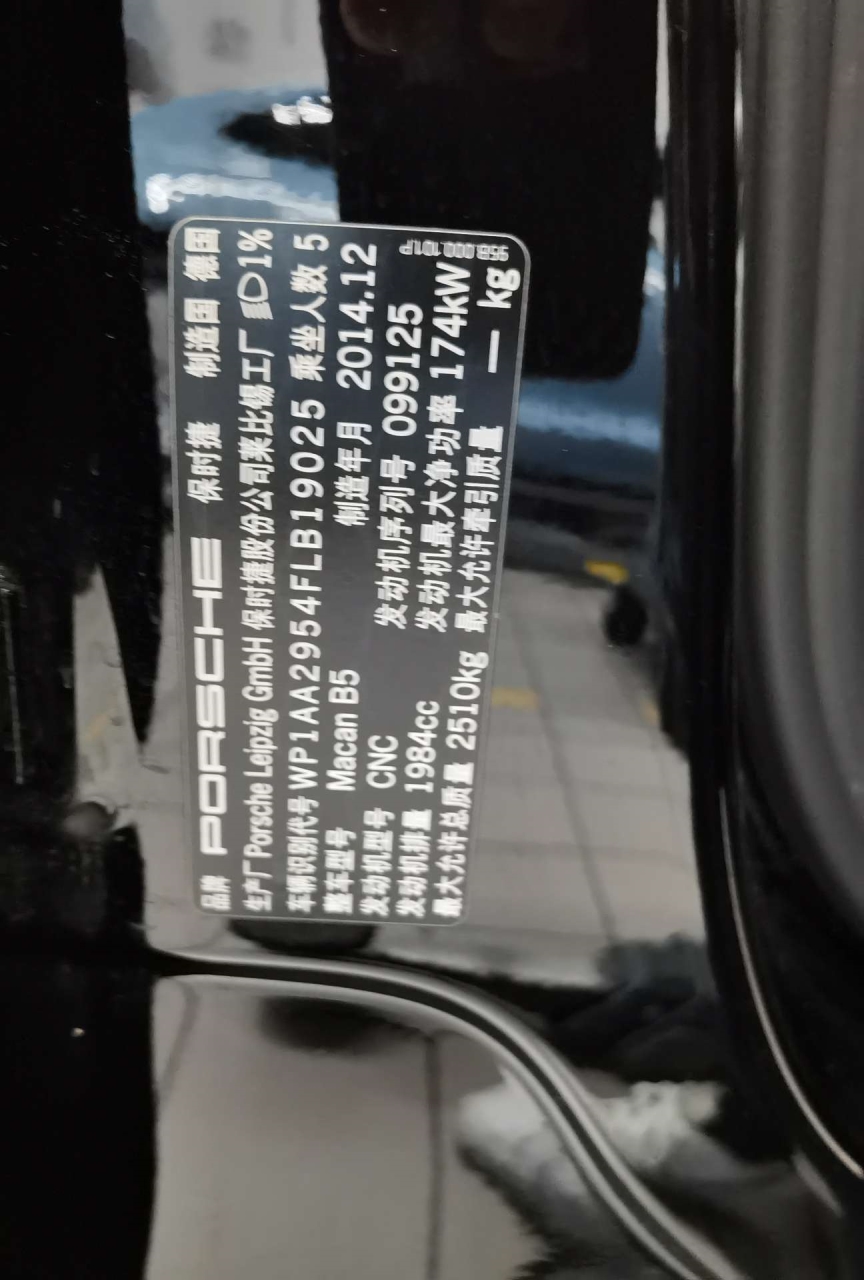 品牌 PORSCHE 保时捷 制造国 德国
生产厂 Porsche Leipzig GmbH 保时捷股份公司莱比锡工厂 1%
车辆识别代号 WP1AA2954FLB19025 乘坐人数 5
整车型号 Macan B5 制造年月 2014.12
发动机型号 CNC 发动机序列号 099125
发动机排量 1984cc 发动机最大净功率 174kW
最大允许总质量 2510kg 最大允许牵引质量 — kg
95B.000.101.P